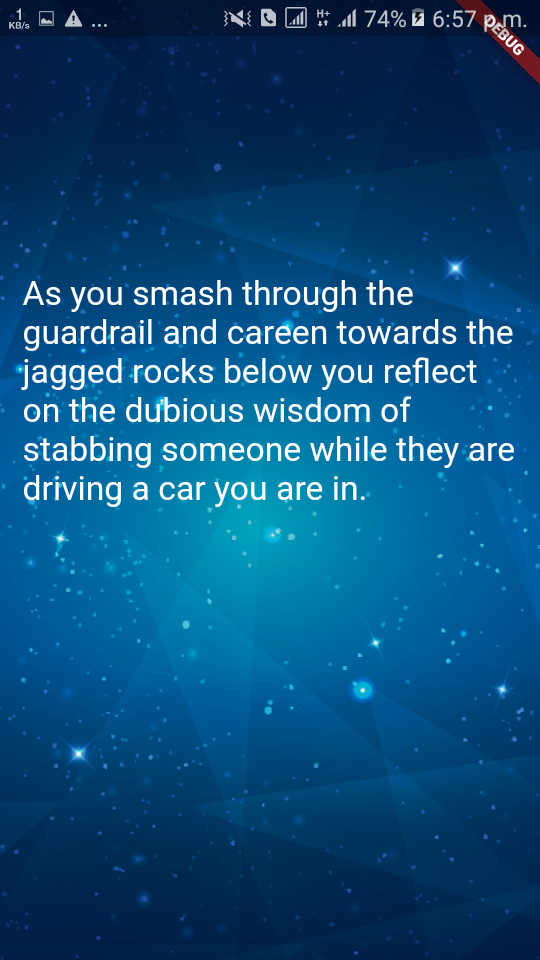 1
KB/s
...
H+
74%
6:57 p.m.
DEBUG
As you smash through the
guardrail and careen towards the
jagged rocks below you reflect
on the dubious wisdom of
stabbing someone while they are
driving a car you are in.